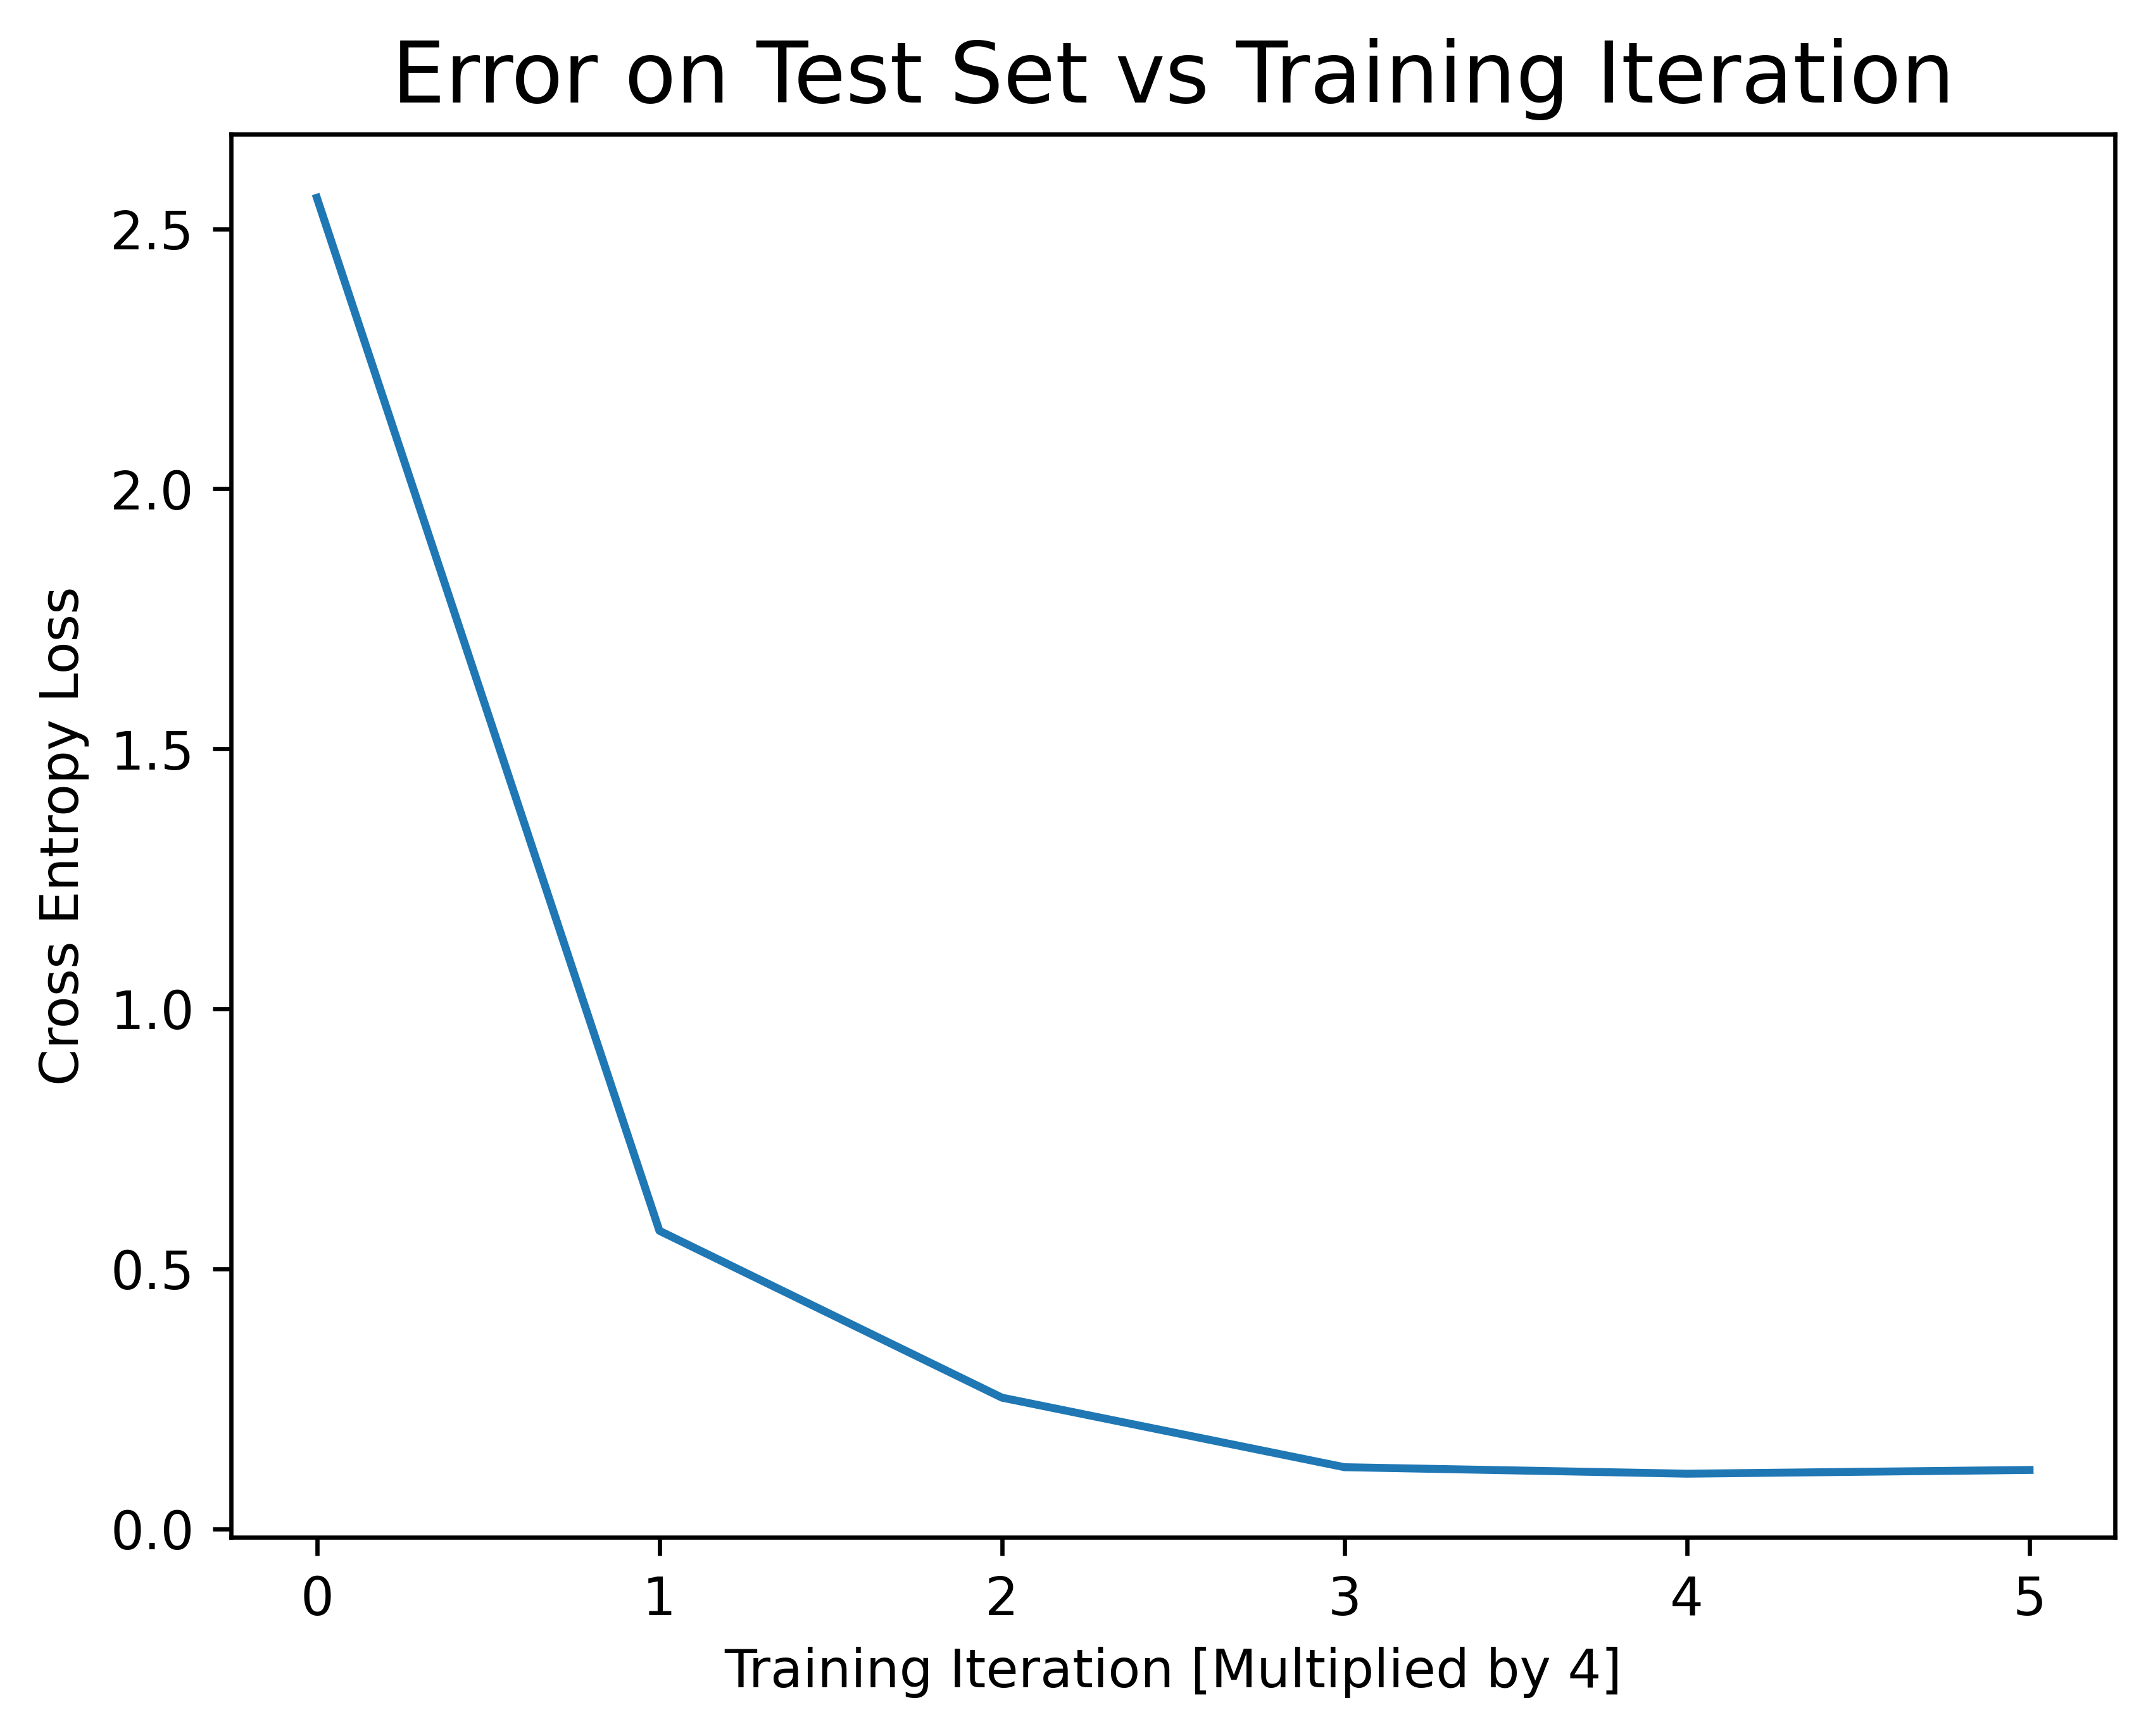 Error on Test Set vs Training Iteration
2.5
2.0
1.5
1.0
0.5
0.0
Cross Entropy Loss
0 1 2 3 4 5
Training Iteration [Multiplied by 4]